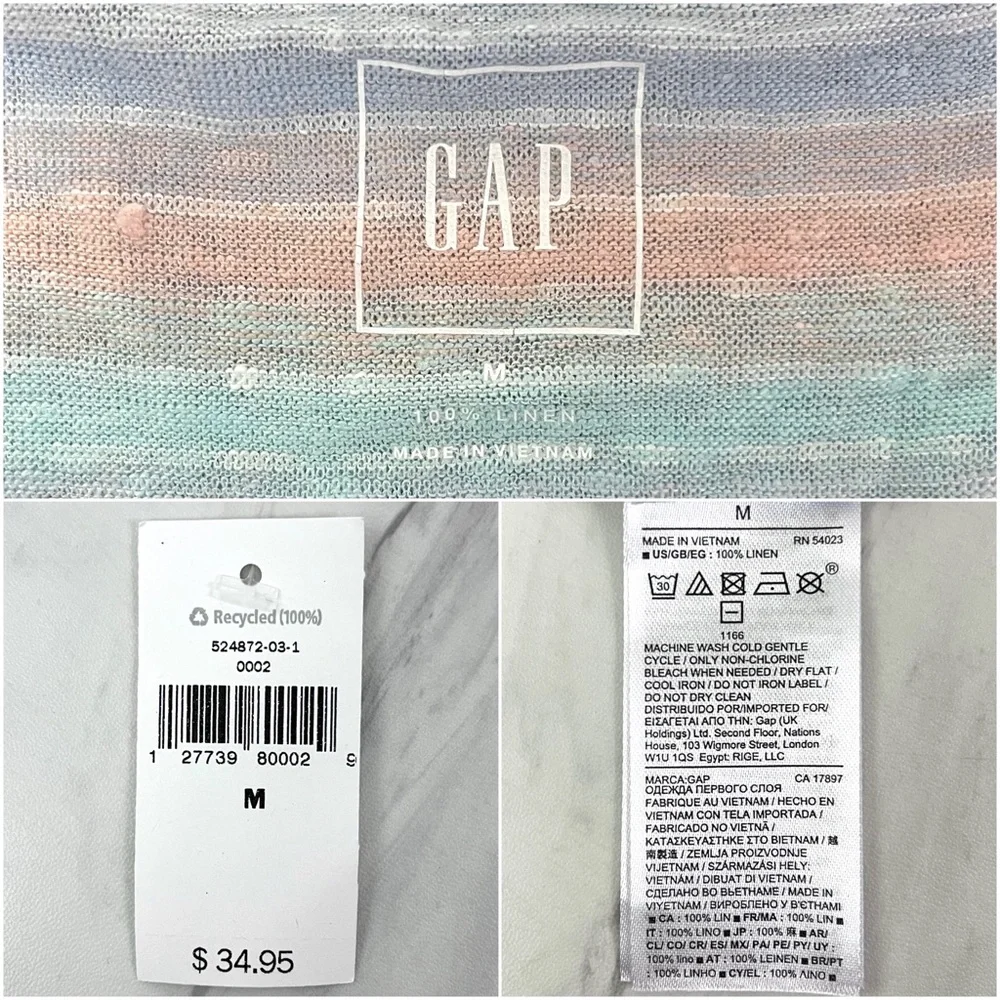 GAP
M
100% LINEN
MADE IN VIETNAM
Recycled (100%)
524872-03-1
0002
1 27739 80002 9
M
$ 34.95
M
MADE IN VIETNAM RN 54023
■ US/GB/EG : 100% LINEN
30
®
1166
MACHINE WASH COLD GENTLE
CYCLE / ONLY NON-CHLORINE
BLEACH WHEN NEEDED / DRY FLAT /
COOL IRON / DO NOT IRON LABEL /
DO NOT DRY CLEAN
DISTRIBUIDO POR/IMPORTED FOR/
ΕΙΣΑΓΕΤΑΙ ΑΠΟ ΤΗΝ: Gap (UK
Holdings) Ltd. Second Floor, Nations
House, 103 Wigmore Street, London
W1U 1QS Egypt: RIGE, LLC
MARCA:GAP CA 17897
ОДЕЖДА ПЕРВОГО СЛОЯ
FABRIQUE AU VIETNAM / HECHO EN
VIETNAM CON TELA IMPORTADA /
FABRICADO NO VIETNÃ /
ΚΑΤΑΣΚΕΥΑΣΤΗΚΕ ΣΤΟ ΒΙΕΤΝΑΜ / 越
南製造 / ZEMLJA PROIZVODNJE
VIJETNAM / SZÁRMAZÁSI HELY:
VIETNÁM / DIBUAT DI VIETNAM /
СДЕЛАНО ВО ВЬЕТНАМЕ / MADE IN
VIYETNAM / ВИРОБЛЕНО У В'ЄТНАМІ
■ CA : 100% LIN ■ FR/MA : 100% LIN ■
IT : 100% LINO ■ JP : 100% 麻 ■ AR/
CL/ CO/ CR/ ES/ MX/ PA/ PE/ PY/ UY :
100% lino ■ AT : 100% LEINEN ■ BR/PT
: 100% LINHO ■ CY/EL : 100% ΛΙΝΟ ■